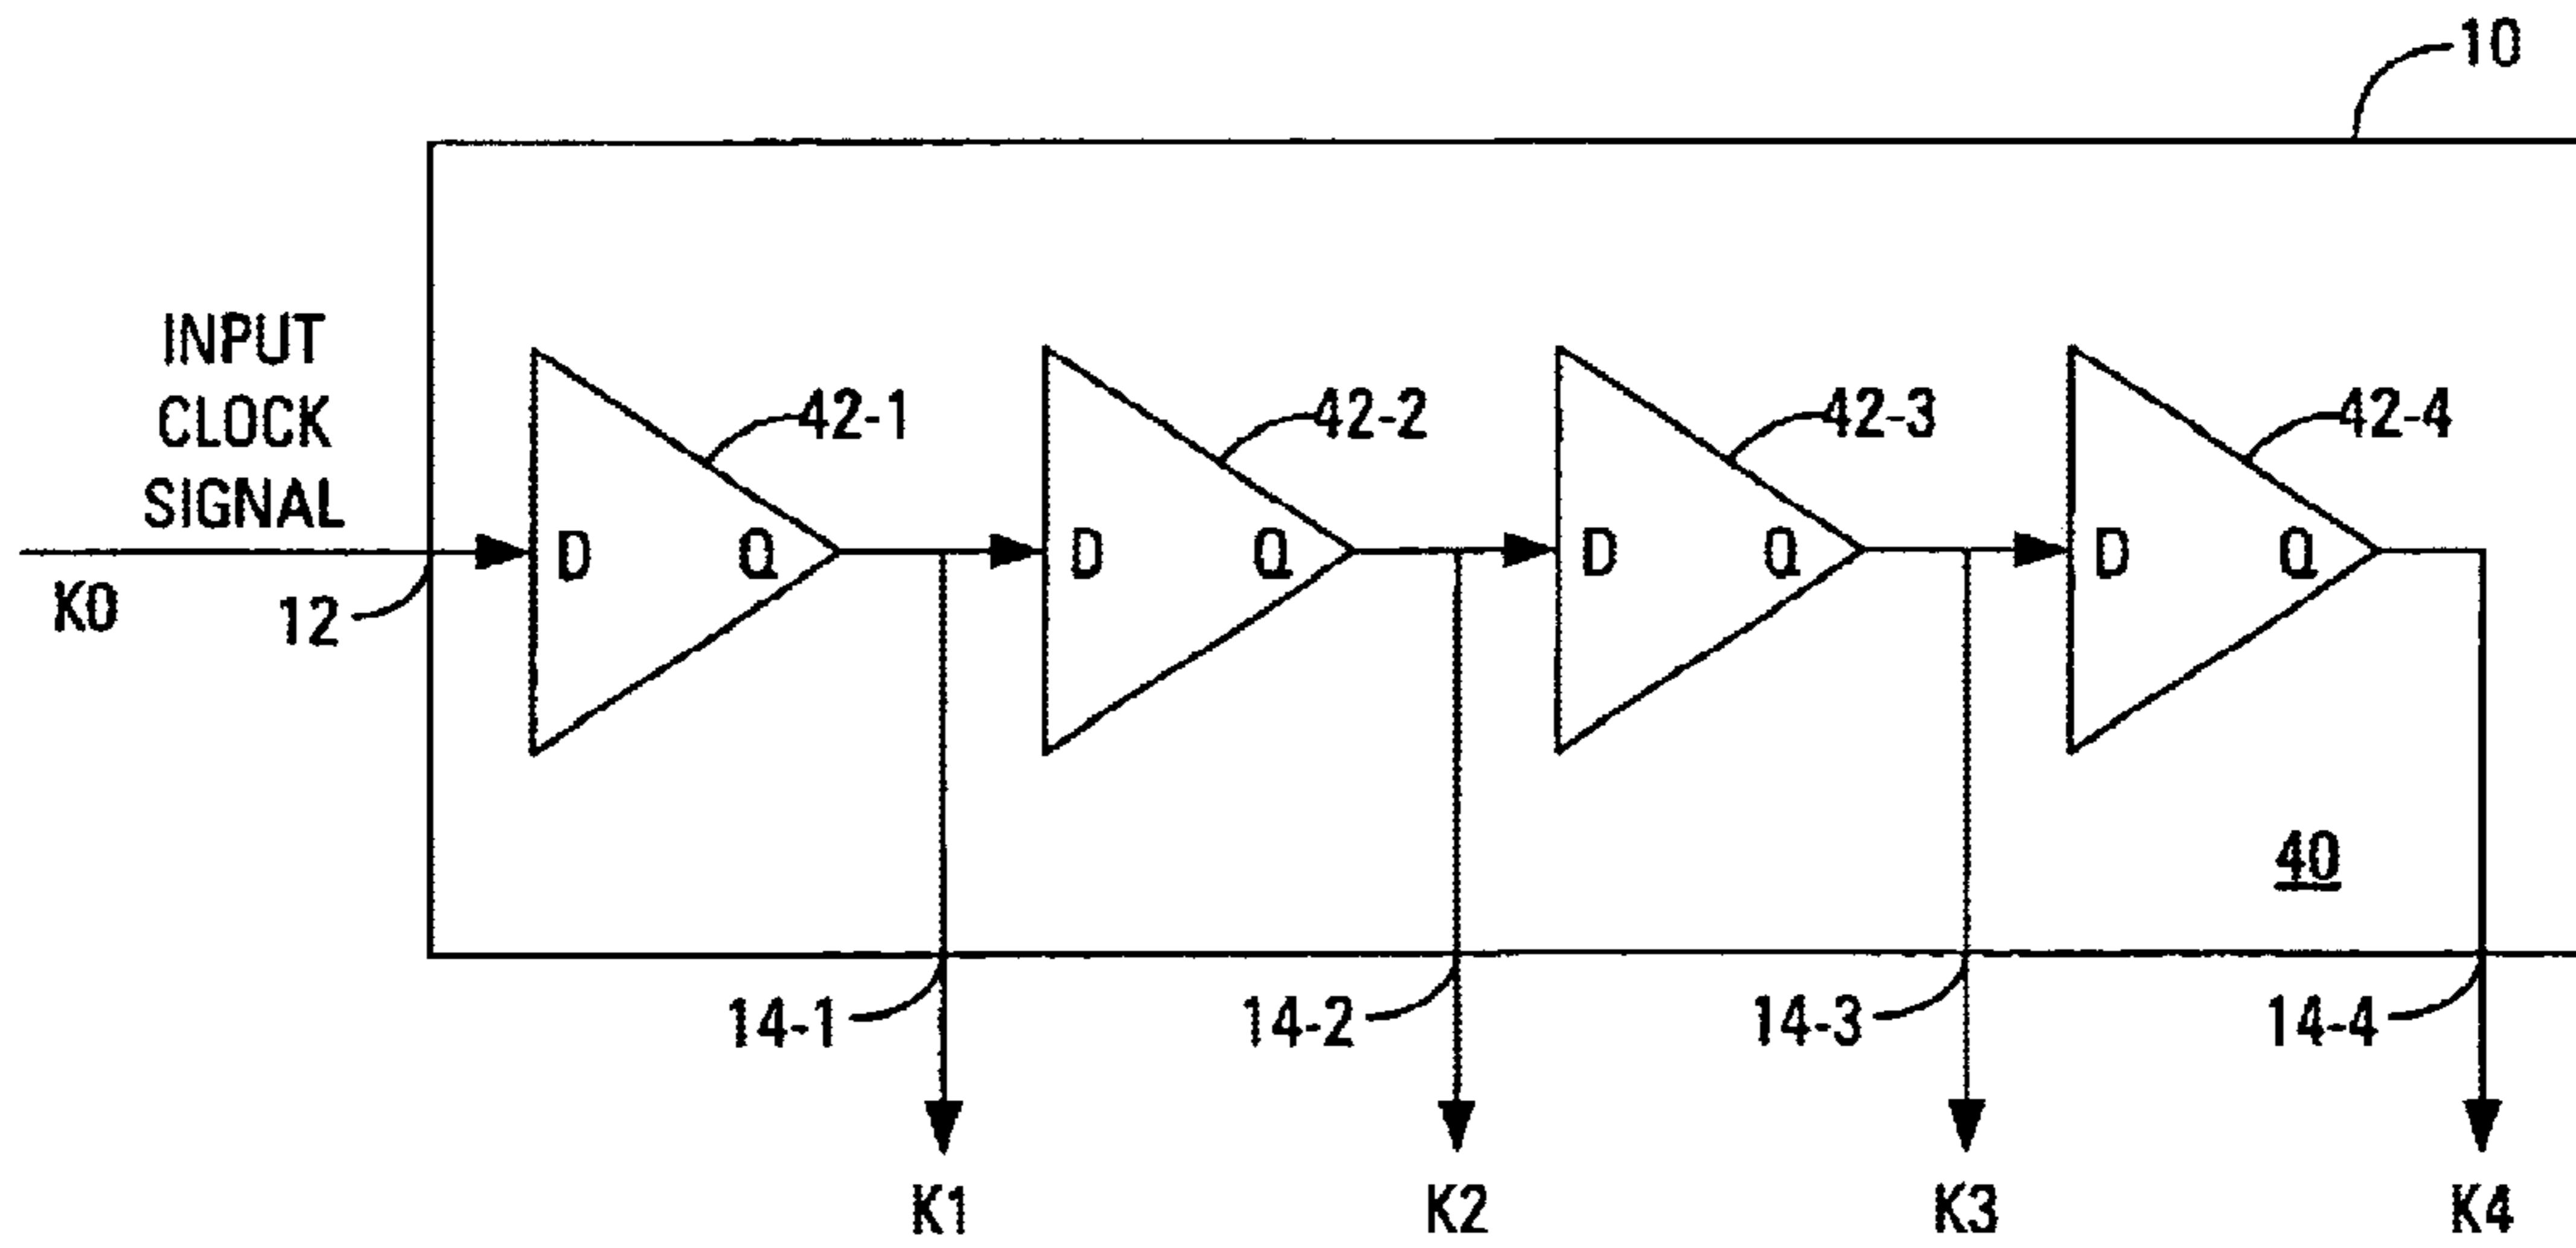 10
INPUT
CLOCK
SIGNAL
42-1
42-2
42-3
42-4
D Q D Q D Q D Q
K0
12
40
14-1
14-2
14-3
14-4
K1
K2
K3
K4